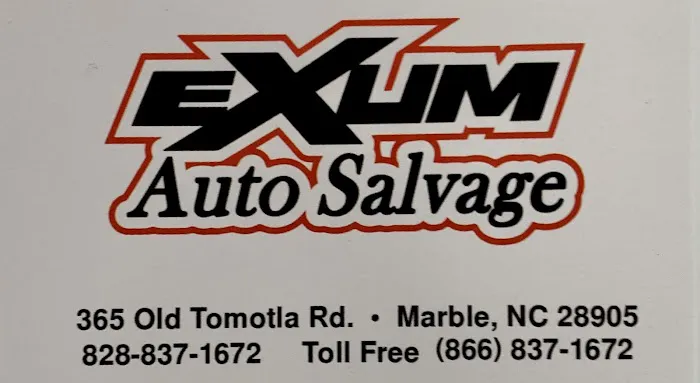 EXUM
Auto Salvage
365 Old Tomotla Rd. • Marble, NC 28905
828-837-1672 Toll Free (866) 837-1672